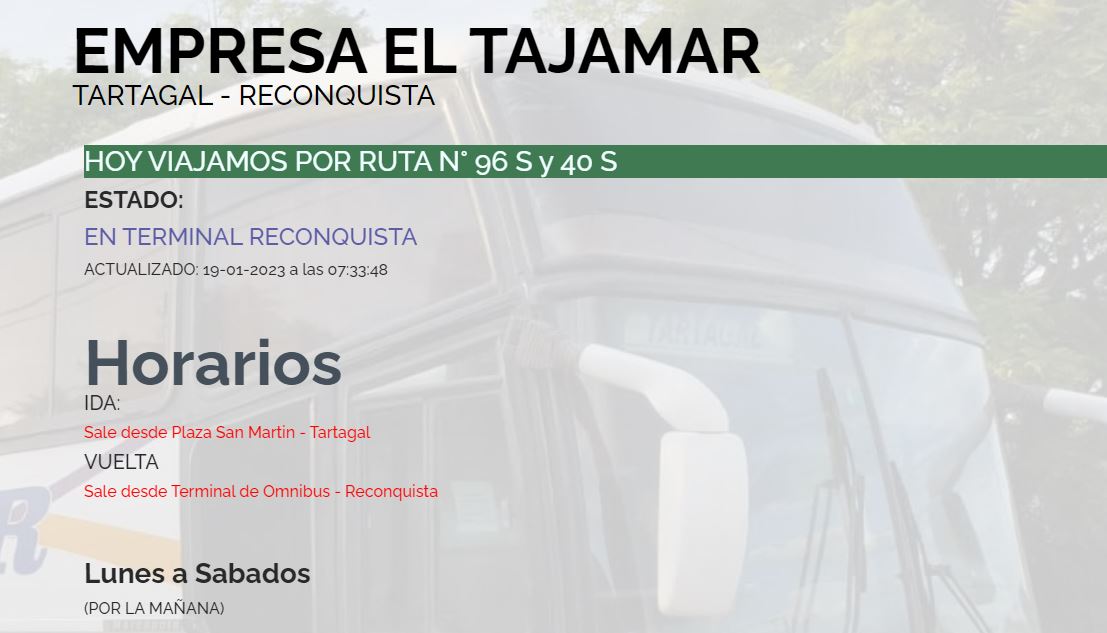 EMPRESA EL TAJAMAR
TARTAGAL - RECONQUISTA
HOY VIAJAMOS POR RUTA N° 96 S y 40 S
ESTADO:
EN TERMINAL RECONQUISTA
ACTUALIZADO: 19-01-2023 a las 07:33:48
Horarios
IDA:
Sale desde Plaza San Martin - Tartagal
VUELTA
Sale desde Terminal de Omnibus - Reconquista
Lunes a Sabados
(POR LA MAÑANA)
TARTAGAL